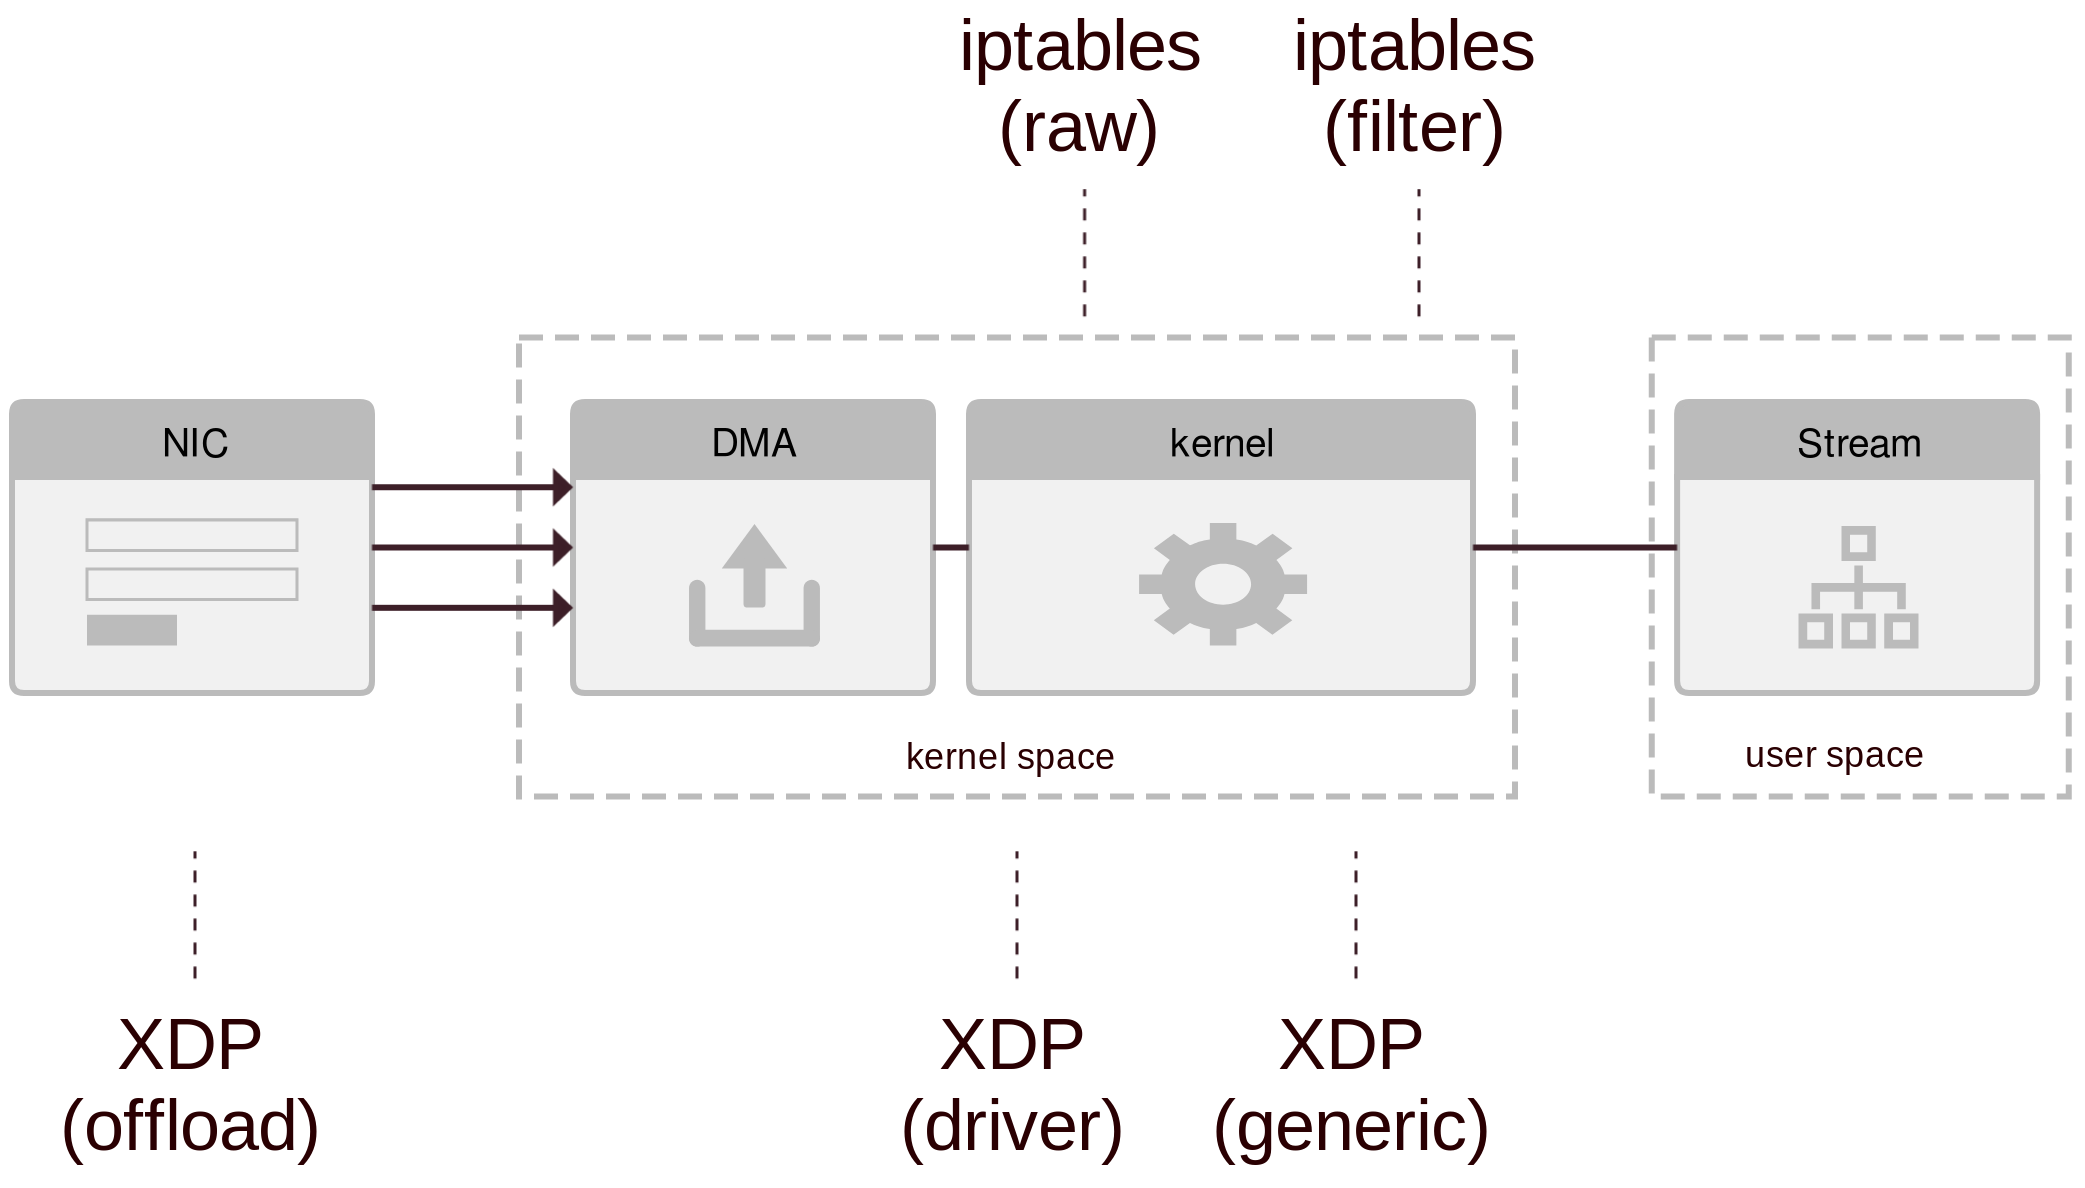 iptables
(raw)
iptables
(filter)
NIC
DMA
kernel
Stream
kernel space
user space
XDP
(offload)
XDP
(driver)
XDP
(generic)